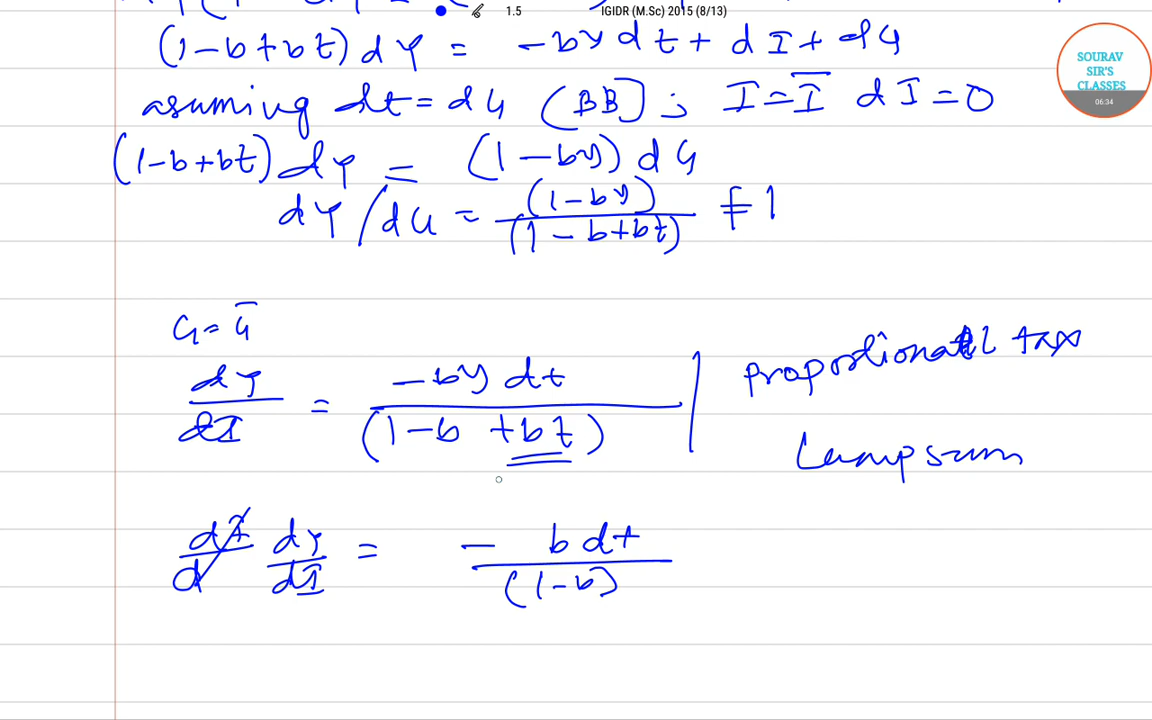 1.5 IGIDR (M.Sc) 2015 (8/13)
(1-b+bt) dY = -by dt + dI + dG
SOURAV
SIR'S
CLASSES
06:34
asuming dt = dG (BB) ; I = Ī dI = 0
(1-b+bt) dY = (1-by) dG
dY/dG = (1-by)/(1-b+bt) ≠ 1
G = Ḡ
dY/dI = -by dt/(1-b+bt) | proportional tax
Lumpsum
dY/dI = - b dt/(1-b)